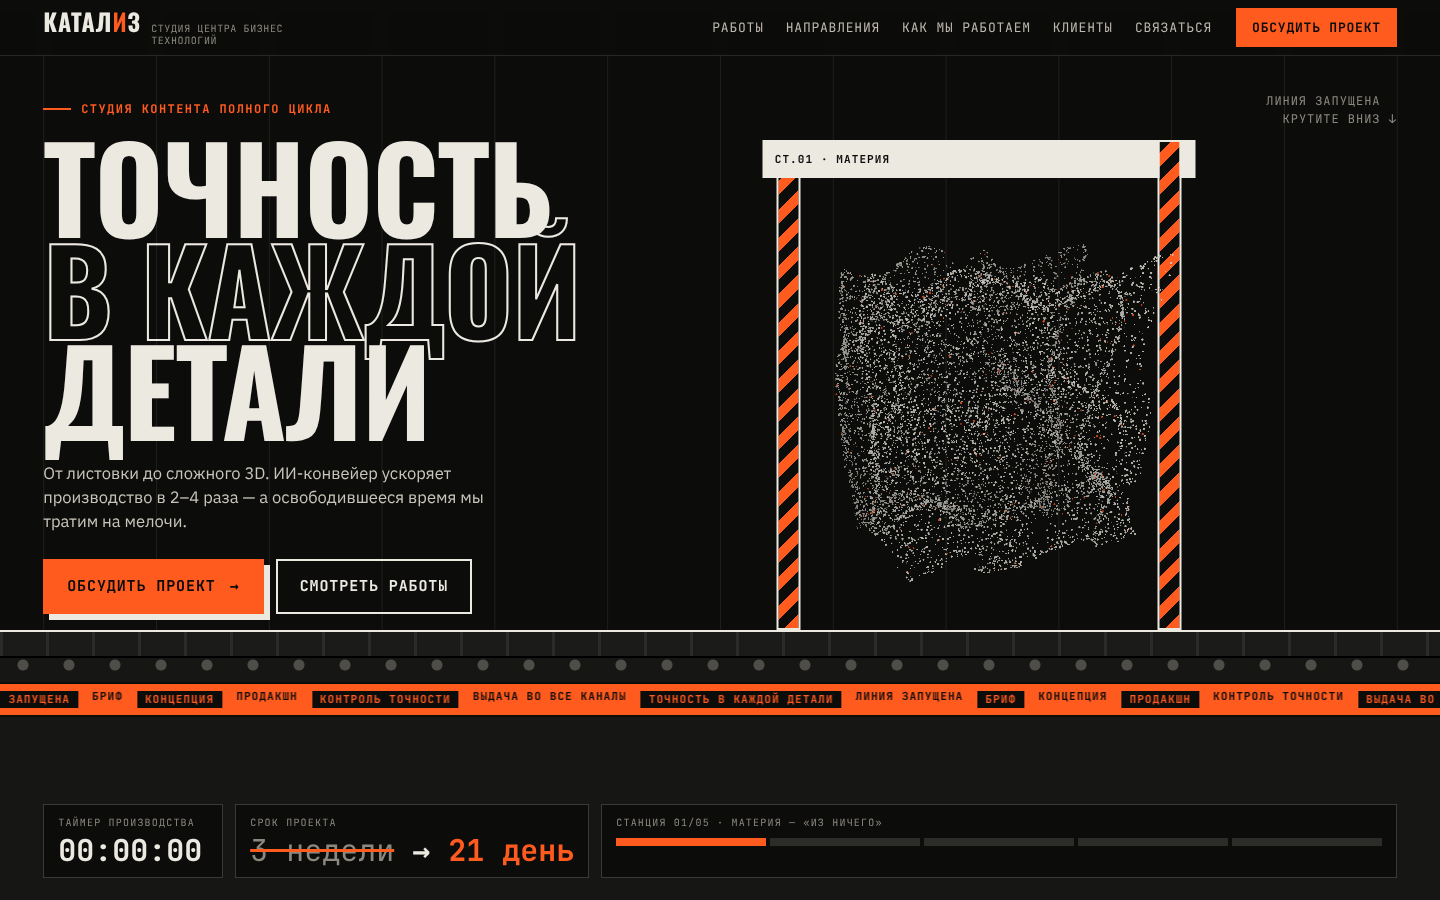 КАТАЛИЗ
СТУДИЯ ЦЕНТРА БИЗНЕС
ТЕХНОЛОГИЙ
РАБОТЫ НАПРАВЛЕНИЯ КАК МЫ РАБОТАЕМ КЛИЕНТЫ СВЯЗАТЬСЯ ОБСУДИТЬ ПРОЕКТ
СТУДИЯ КОНТЕНТА ПОЛНОГО ЦИКЛА
ТОЧНОСТЬ
В КАЖДОЙ
ДЕТАЛИ
От листовки до сложного 3D. ИИ-конвейер ускоряет
производство в 2–4 раза — а освободившееся время мы
тратим на мелочи.
ОБСУДИТЬ ПРОЕКТ →
СМОТРЕТЬ РАБОТЫ
ЛИНИЯ ЗАПУЩЕНА
КРУТИТЕ ВНИЗ ↓
СТ.01 · МАТЕРИЯ
ЗАПУЩЕНА БРИФ КОНЦЕПЦИЯ ПРОДАКШН КОНТРОЛЬ ТОЧНОСТИ ВЫДАЧА ВО ВСЕ КАНАЛЫ ТОЧНОСТЬ В КАЖДОЙ ДЕТАЛИ ЛИНИЯ ЗАПУЩЕНА БРИФ КОНЦЕПЦИЯ ПРОДАКШН КОНТРОЛЬ ТОЧНОСТИ ВЫДАЧА ВО
ТАЙМЕР ПРОИЗВОДСТВА
00:00:00
СРОК ПРОЕКТА
3 недели → 21 день
СТАНЦИЯ 01/05 · МАТЕРИЯ — «ИЗ НИЧЕГО»